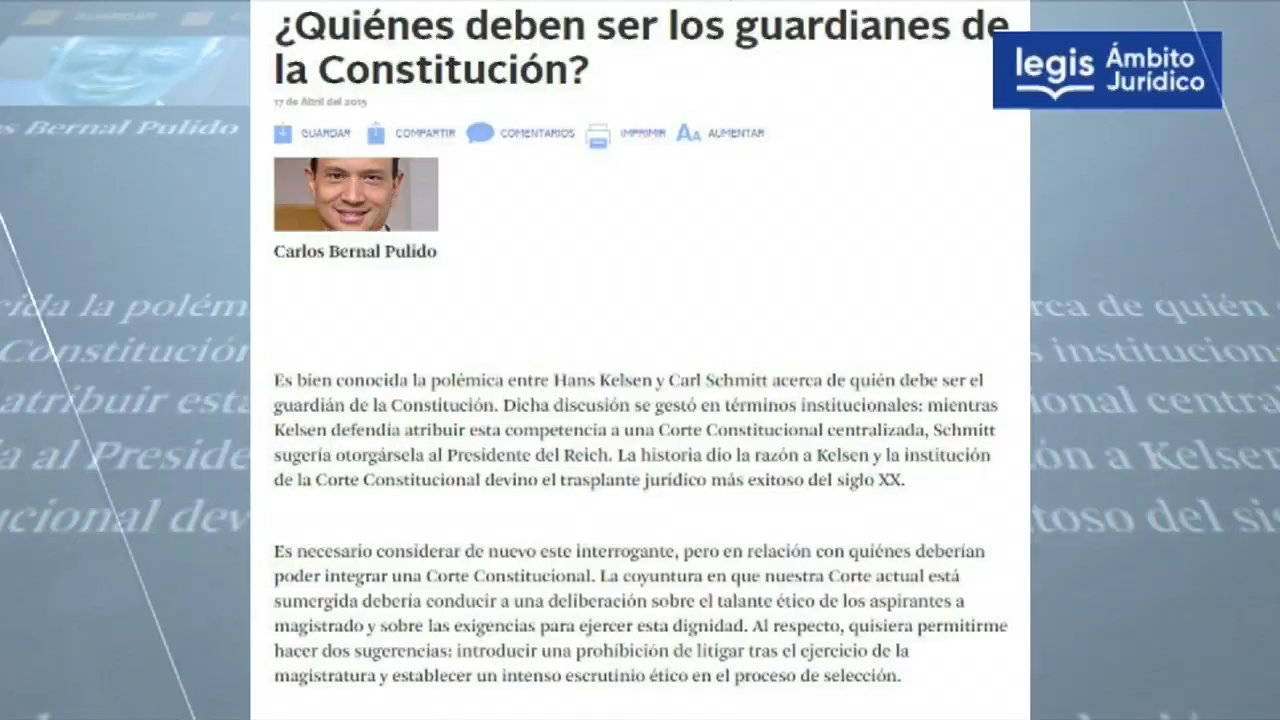 ¿Quiénes deben ser los guardianes de
la Constitución?
legis Ámbito
Jurídico
17 de Abril del 2015
GUARDAR COMPARTIR COMENTARIOS IMPRIMIR AUMENTAR
Carlos Bernal Pulido
Es bien conocida la polémica entre Hans Kelsen y Carl Schmitt acerca de quién debe ser el
guardián de la Constitución. Dicha discusión se gestó en términos institucionales: mientras
Kelsen defendía atribuir esta competencia a una Corte Constitucional centralizada, Schmitt
sugería otorgársela al Presidente del Reich. La historia dio la razón a Kelsen y la institución
de la Corte Constitucional devino el trasplante jurídico más exitoso del siglo XX.
Es necesario considerar de nuevo este interrogante, pero en relación con quiénes deberían
poder integrar una Corte Constitucional. La coyuntura en que nuestra Corte actual está
sumergida debería conducir a una deliberación sobre el talante ético de los aspirantes a
magistrado y sobre las exigencias para ejercer esta dignidad. Al respecto, quisiera permitirme
hacer dos sugerencias: introducir una prohibición de litigar tras el ejercicio de la
magistratura y establecer un intenso escrutinio ético en el proceso de selección.